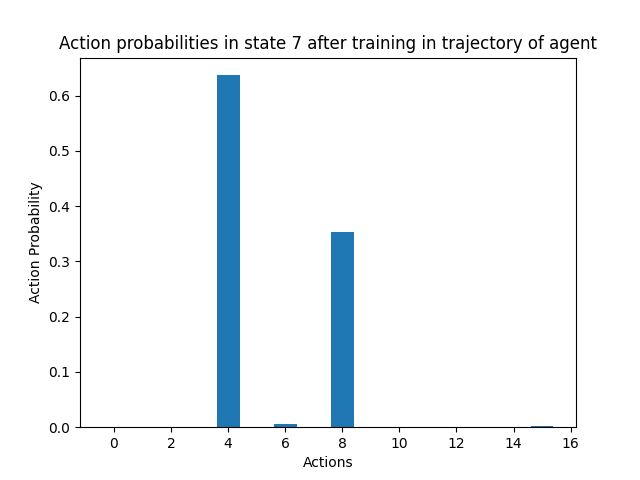 Action probabilities in state 7 after training in trajectory of agent
0.6
0.5
0.4
0.3
0.2
0.1
0.0
Action Probability
0 2 4 6 8 10 12 14 16
Actions